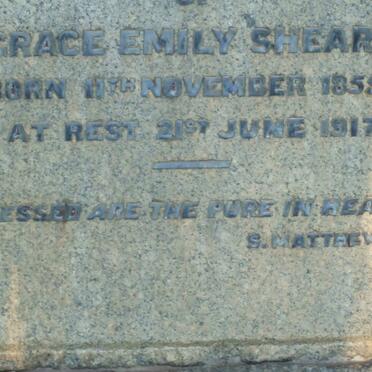 GRACE EMILY SHEAR
BORN 11TH NOVEMBER 185
AT REST 21ST JUNE 1917
ESSED ARE THE PURE IN HEA
S. MATTHEW